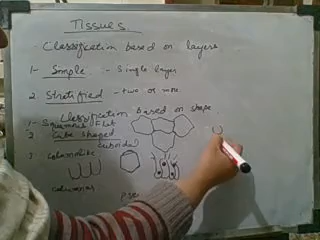 Tissues
Classification based on layers
1- Simple - Single layer
2. Stratified - two or more
Classification Based on shape
1- Squamous Flat
2. Cube shaped
cuboidal
3. Columnlike
columnar